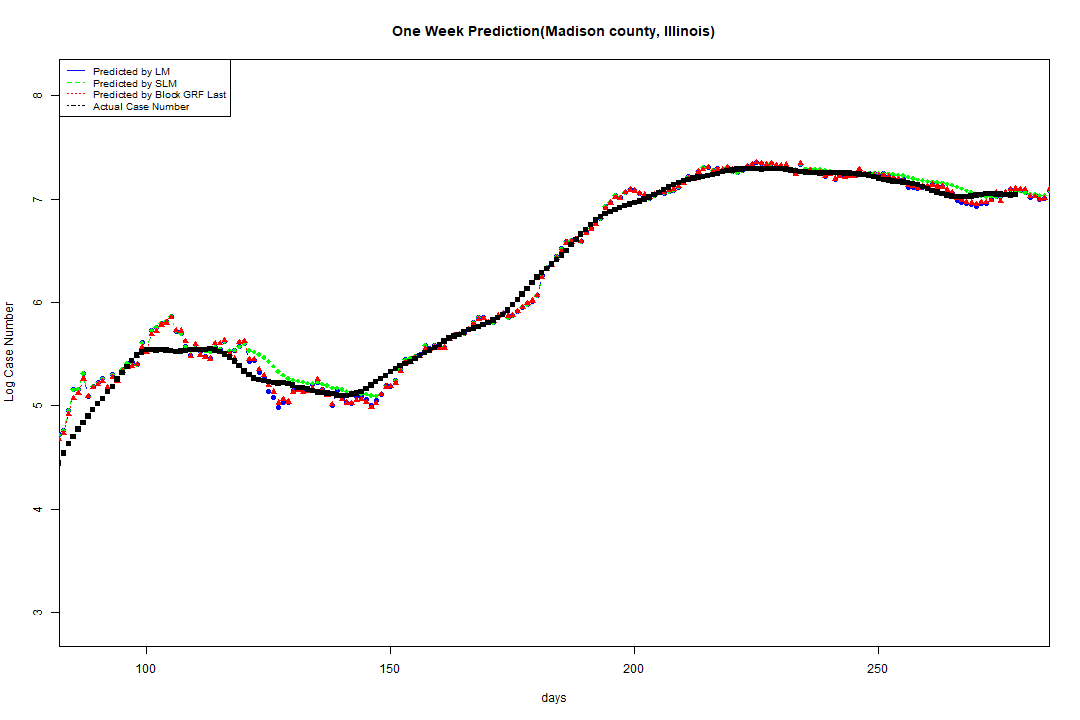 One Week Prediction(Madison county, Illinois)
Predicted by LM
Predicted by SLM
Predicted by Block GRF Last
Actual Case Number
8
7
6
5
4
3
Log Case Number
100 150 200 250
days